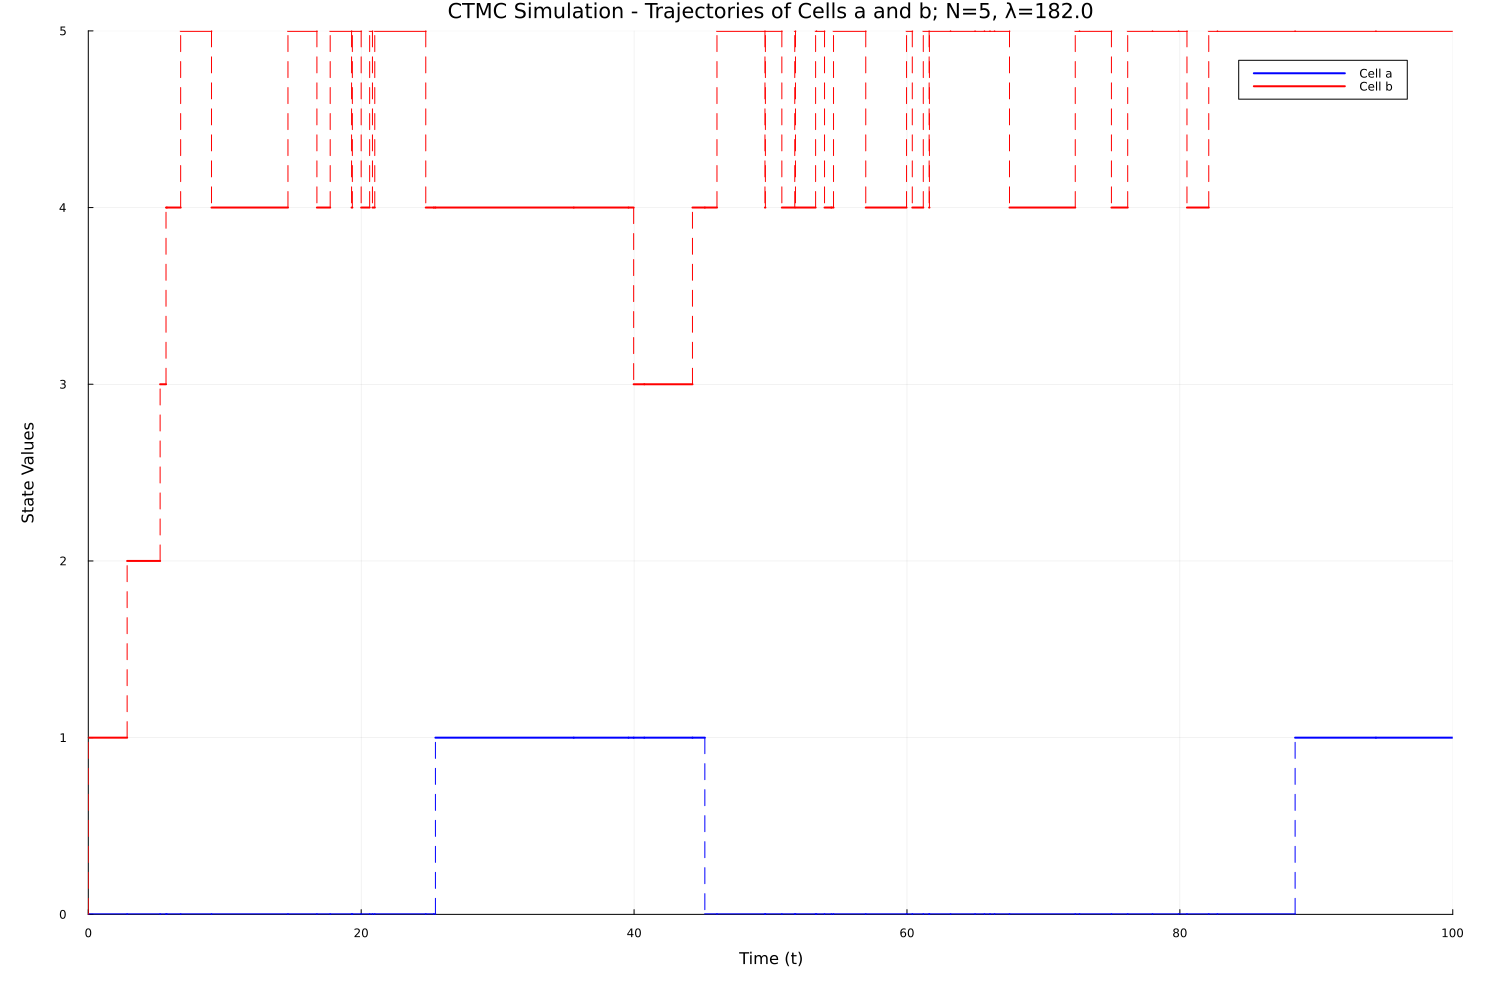 CTMC Simulation - Trajectories of Cells a and b; N=5, λ=182.0
5
Cell a
Cell b
4
3
State Values
2
1
0
0 20 40 60 80 100
Time (t)